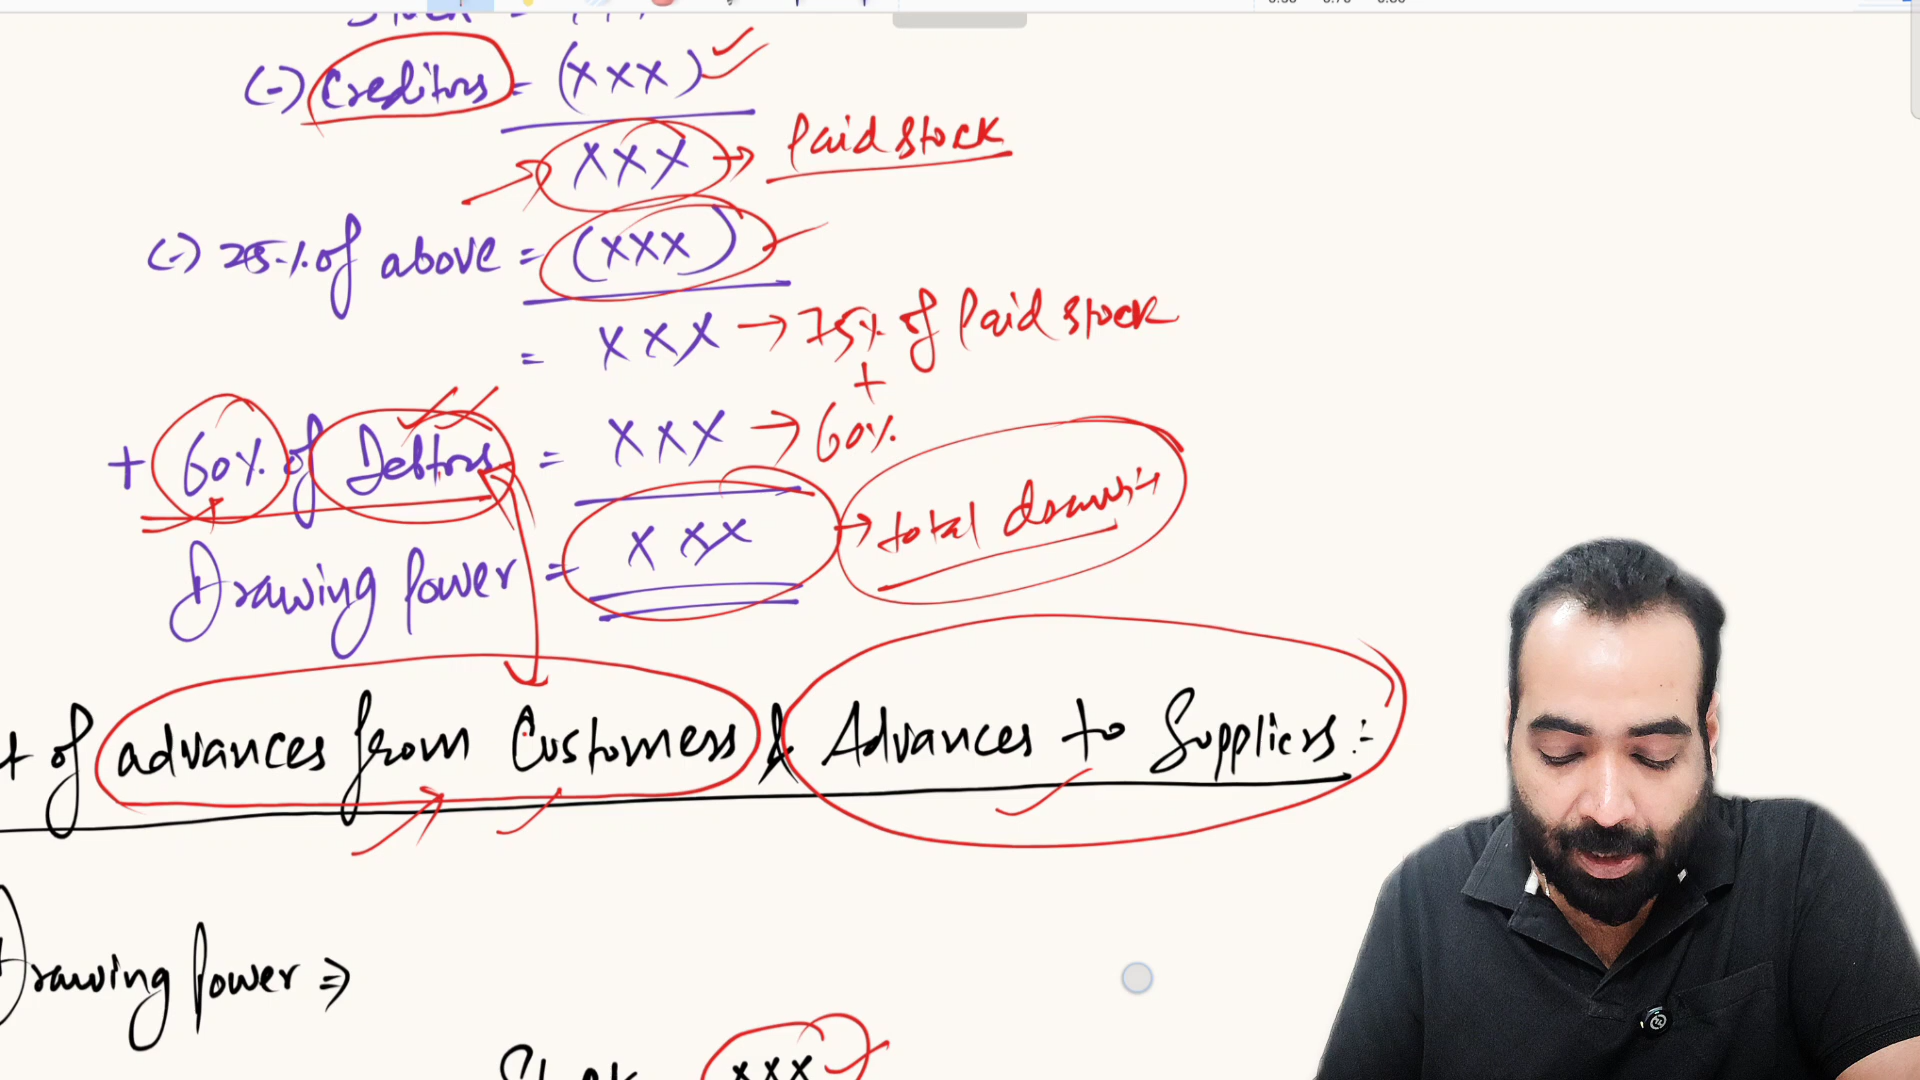 (-) Creditors = (xxx)
xxx → Paid stock
(-) 25% of above = (xxx)
= xxx → 75% of Paid stock
+
+ 60% of Debtors = xxx → 60%
Drawing Power = xxx → total
of advances from Customers & Advances to Suppliers :-
Drawing Power ⇒
xxx